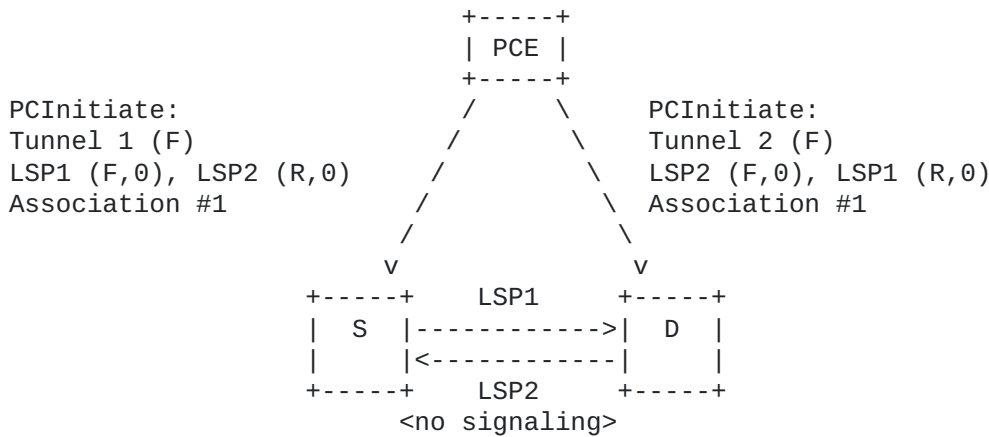 PCE
PCInitiate: PCInitiate:
Tunnel 1 (F) Tunnel 2 (F)
LSP1 (F,0), LSP2 (R,0) LSP2 (F,0), LSP1 (R,0)
Association #1 Association #1
LSP1
S D
LSP2
<no signaling>